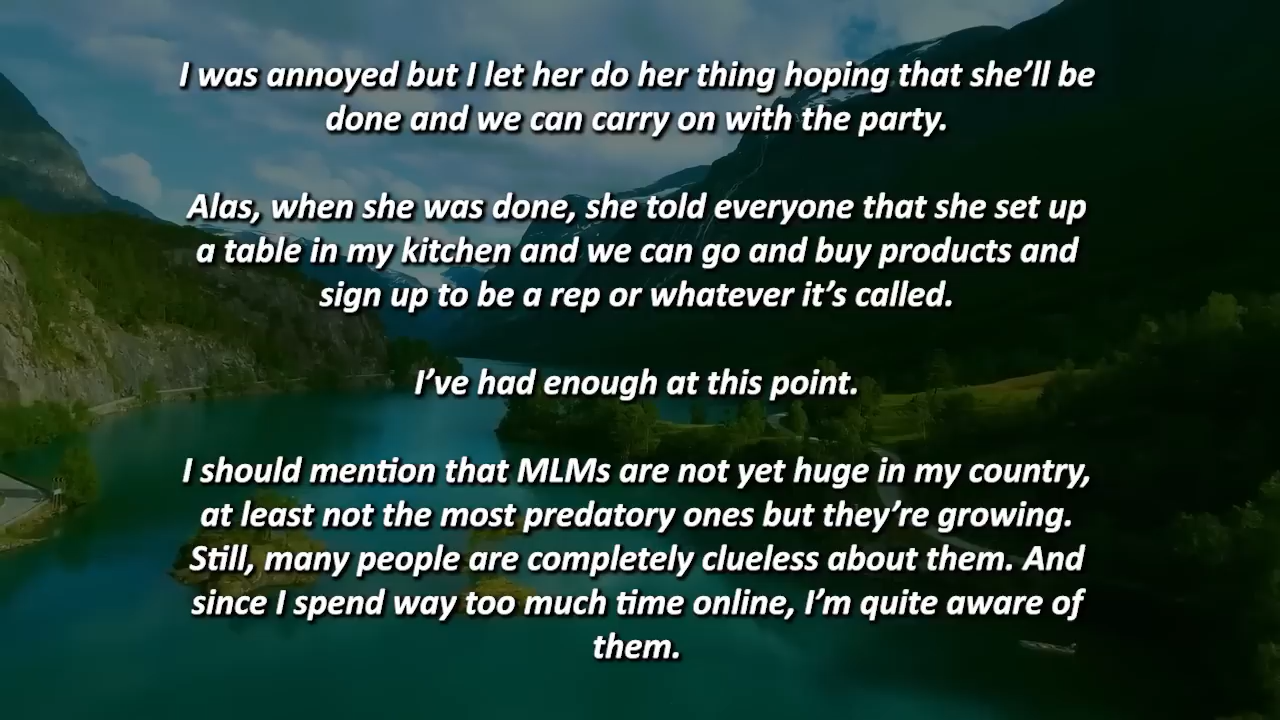 I was annoyed but I let her do her thing hoping that she’ll be
done and we can carry on with the party.
Alas, when she was done, she told everyone that she set up
a table in my kitchen and we can go and buy products and
sign up to be a rep or whatever it’s called.
I’ve had enough at this point.
I should mention that MLMs are not yet huge in my country,
at least not the most predatory ones but they’re growing.
Still, many people are completely clueless about them. And
since I spend way too much time online, I’m quite aware of
them.